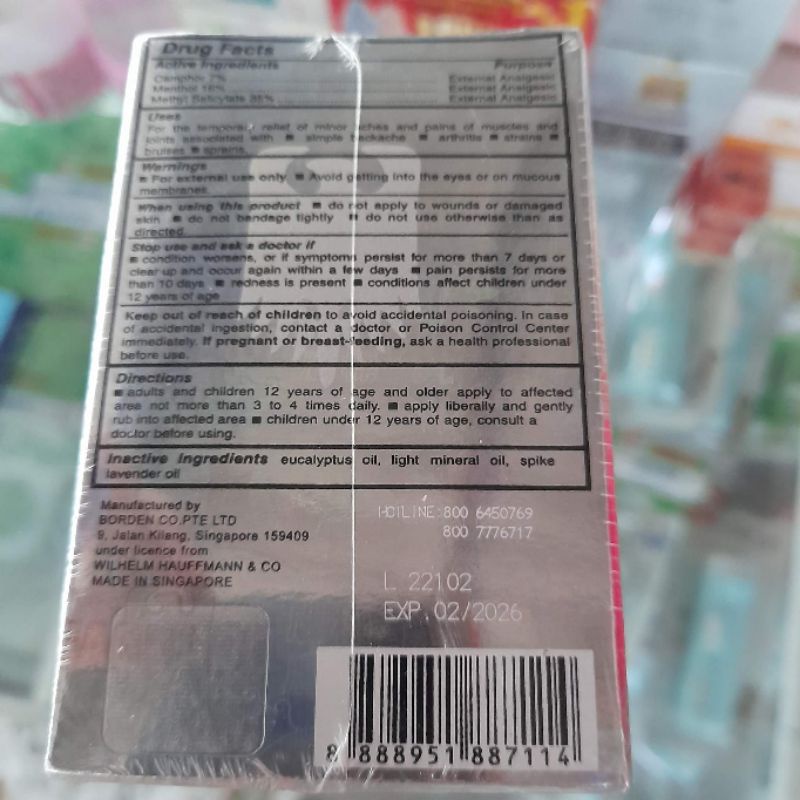 Drug Facts
Active Ingredients Purpose
Camphor 7% External Analgesic
Menthol 16% External Analgesic
Methyl Salicylate 35% External Analgesic
Uses
For the temporary relief of minor aches and pains of muscles and
joints associated with ■ simple backache ■ arthritis ■ strains ■
bruises ■ sprains.
Warnings
■ For external use only. ■ Avoid getting into the eyes or on mucous
membranes.
When using this product ■ do not apply to wounds or damaged
skin ■ do not bandage tightly ■ do not use otherwise than as
directed.
Stop use and ask a doctor if
■ condition worsens, or if symptoms persist for more than 7 days or
clear up and occur again within a few days ■ pain persists for more
than 10 days ■ redness is present ■ conditions affect children under
12 years of age
Keep out of reach of children to avoid accidental poisoning. In case
of accidental ingestion, contact a doctor or Poison Control Center
immediately. If pregnant or breast-feeding, ask a health professional
before use.
Directions
■ adults and children 12 years of age and older apply to affected
area not more than 3 to 4 times daily. ■ apply liberally and gently
rub into affected area ■ children under 12 years of age, consult a
doctor before using.
Inactive Ingredients eucalyptus oil, light mineral oil, spike
lavender oil
Manufactured by
BORDEN CO.PTE LTD
9, Jalan Kilang, Singapore 159409
under licence from
WILHELM HAUFFMANN & CO
MADE IN SINGAPORE
HOTLINE:800 6450769
800 7776717
L 22102
EXP.02/2026
8 888951 887114